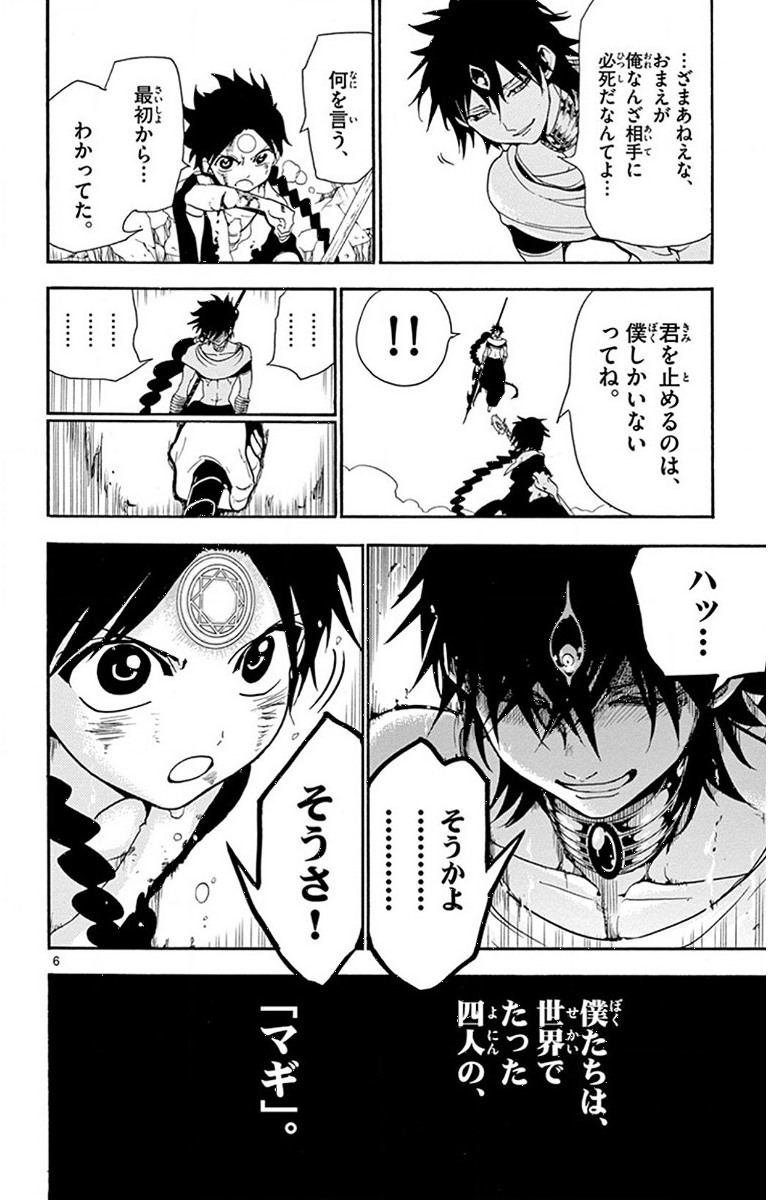 …ざまあねえな、
おまえが
俺なんざ相手に
必死だなんてよ…
何を言う、
最初から…
わかってた。
君を止めるのは、
僕しかいない
ってね。
!!
………
………
ハッ…
そうかよ
…………
…………
そうさ!
6
僕たちは、
世界で
たった
四人の、
「マギ」。